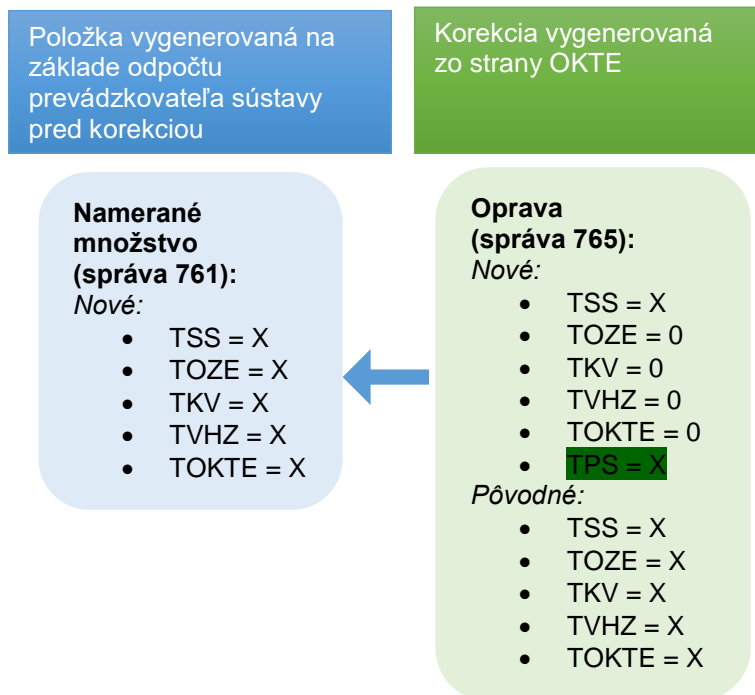 Položka vygenerovaná na
základe odpočtu
prevádzkovateľa sústavy
pred korekciou
Korekcia vygenerovaná
zo strany OKTE
Namerané
množstvo
(správa 761):
Nové:
• TSS = X
• TOZE = X
• TKV = X
• TVHZ = X
• TOKTE = X
Oprava
(správa 765):
Nové:
• TSS = X
• TOZE = 0
• TKV = 0
• TVHZ = 0
• TOKTE = 0
• TPS = X
Pôvodné:
• TSS = X
• TOZE = X
• TKV = X
• TVHZ = X
• TOKTE = X